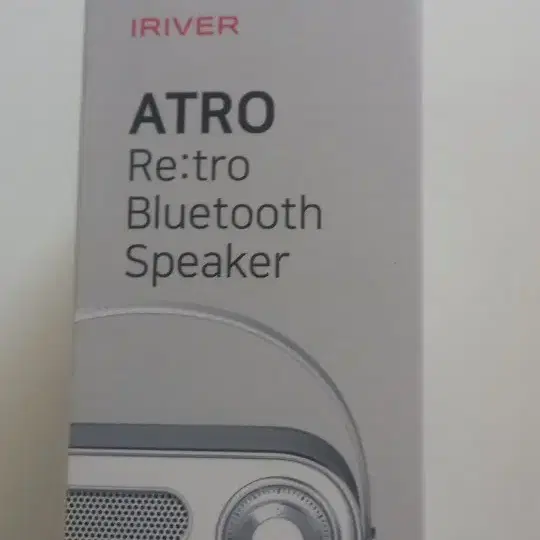 IRIVER
ATRO
Re:tro
Bluetooth
Speaker